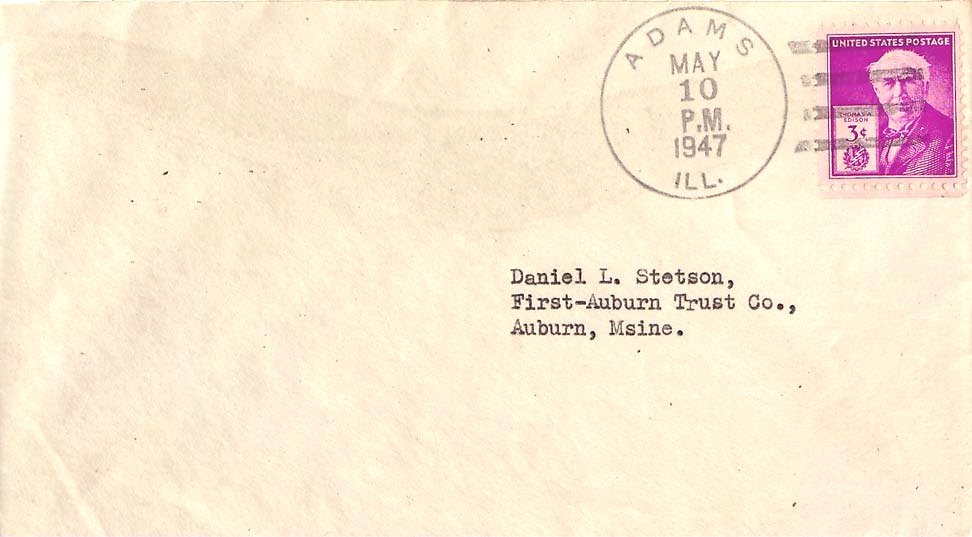 ADAMS
MAY
10
P.M.
1947
ILL.
UNITED STATES POSTAGE
THOMAS A.
EDISON
3¢
Daniel L. Stetson,
First-Auburn Trust Co.,
Auburn, Msine.